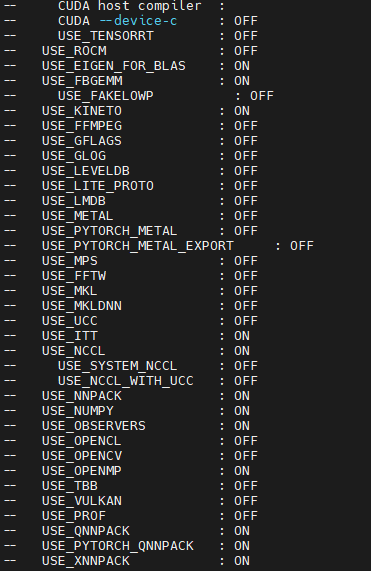 --     CUDA host compiler  :
--     CUDA --device-c     : OFF
--     USE_TENSORRT        : OFF
--   USE_ROCM              : OFF
--   USE_EIGEN_FOR_BLAS    : ON
--   USE_FBGEMM            : ON
--     USE_FAKELOWP          : OFF
--   USE_KINETO            : ON
--   USE_FFMPEG            : OFF
--   USE_GFLAGS            : OFF
--   USE_GLOG              : OFF
--   USE_LEVELDB           : OFF
--   USE_LITE_PROTO        : OFF
--   USE_LMDB              : OFF
--   USE_METAL             : OFF
--   USE_PYTORCH_METAL     : OFF
--   USE_PYTORCH_METAL_EXPORT     : OFF
--   USE_MPS               : OFF
--   USE_FFTW              : OFF
--   USE_MKL               : OFF
--   USE_MKLDNN            : OFF
--   USE_UCC               : OFF
--   USE_ITT               : ON
--   USE_NCCL              : ON
--     USE_SYSTEM_NCCL     : OFF
--     USE_NCCL_WITH_UCC   : OFF
--   USE_NNPACK            : ON
--   USE_NUMPY             : ON
--   USE_OBSERVERS         : ON
--   USE_OPENCL            : OFF
--   USE_OPENCV            : OFF
--   USE_OPENMP            : ON
--   USE_TBB               : OFF
--   USE_VULKAN            : OFF
--   USE_PROF              : OFF
--   USE_QNNPACK           : ON
--   USE_PYTORCH_QNNPACK   : ON
--   USE_XNNPACK           : ON